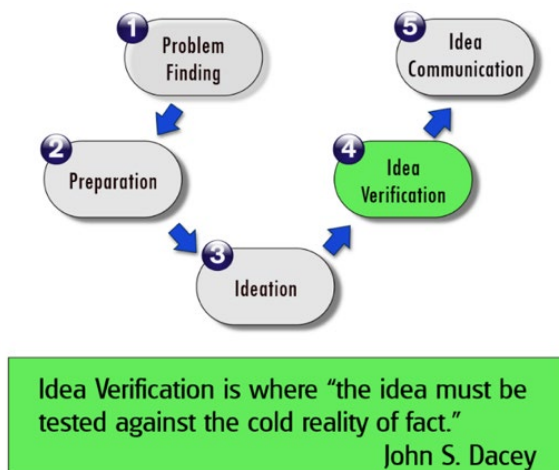 1
Problem
Finding
2
Preparation
3
Ideation
4
Idea
Verification
5
Idea
Communication
Idea Verification is where “the idea must be
tested against the cold reality of fact.”
John S. Dacey